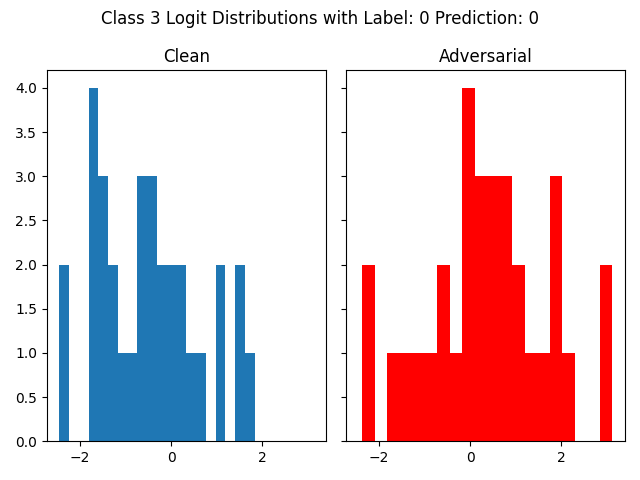 Class 3 Logit Distributions with Label: 0 Prediction: 0
Clean
Adversarial
4.0
3.5
3.0
2.5
2.0
1.5
1.0
0.5
0.0
−2 0 2
−2 0 2